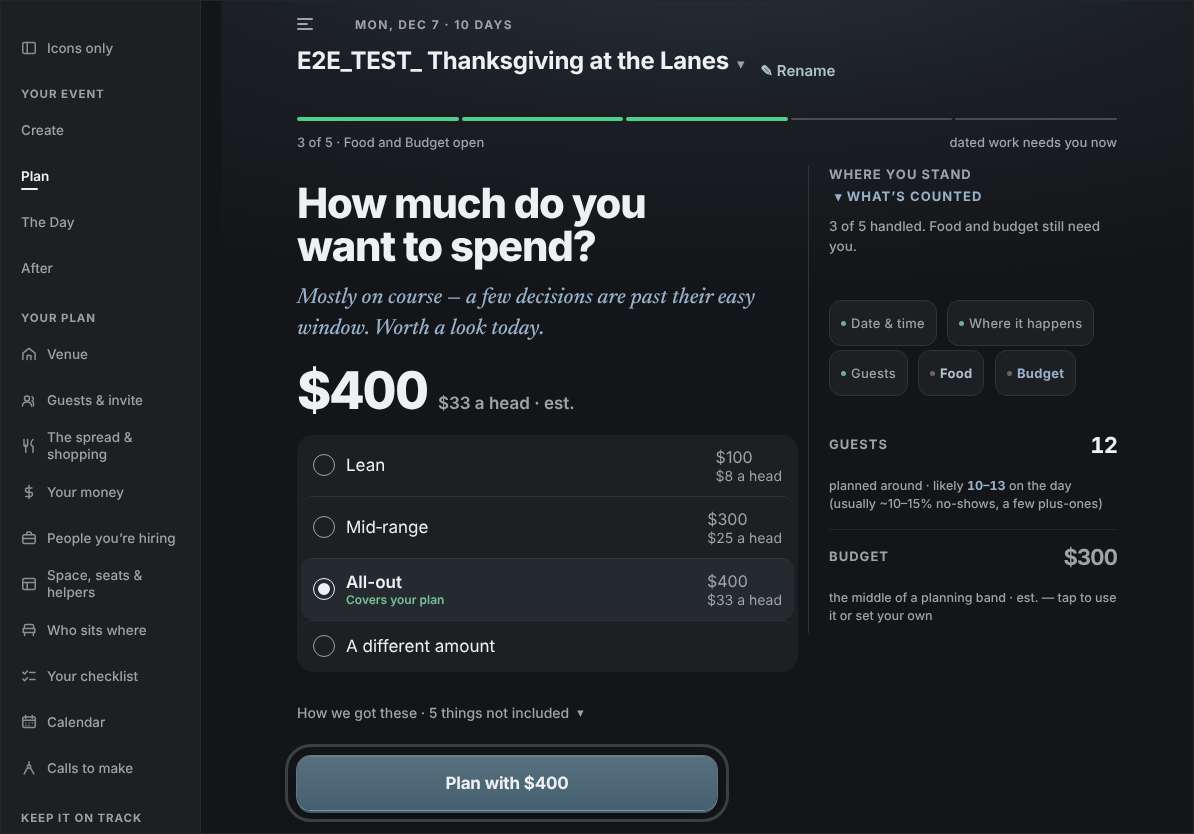 Icons only
YOUR EVENT
Create
Plan
The Day
After
YOUR PLAN
Venue
Guests & invite
The spread &
shopping
Your money
People you're hiring
Space, seats &
helpers
Who sits where
Your checklist
Calendar
Calls to make
KEEP IT ON TRACK
MON, DEC 7 · 10 DAYS
E2E_TEST_ Thanksgiving at the Lanes ▾
✎ Rename
3 of 5 · Food and Budget open
dated work needs you now
How much do you
want to spend?
Mostly on course — a few decisions are past their easy
window. Worth a look today.
$400 $33 a head · est.
Lean
$100
$8 a head
Mid-range
$300
$25 a head
All-out
Covers your plan
$400
$33 a head
A different amount
How we got these · 5 things not included ▾
Plan with $400
WHERE YOU STAND
▾ WHAT'S COUNTED
3 of 5 handled. Food and budget still need
you.
• Date & time
• Where it happens
• Guests
• Food
• Budget
GUESTS
12
planned around · likely 10–13 on the day
(usually ~10–15% no-shows, a few plus-ones)
BUDGET
$300
the middle of a planning band · est. — tap to use
it or set your own